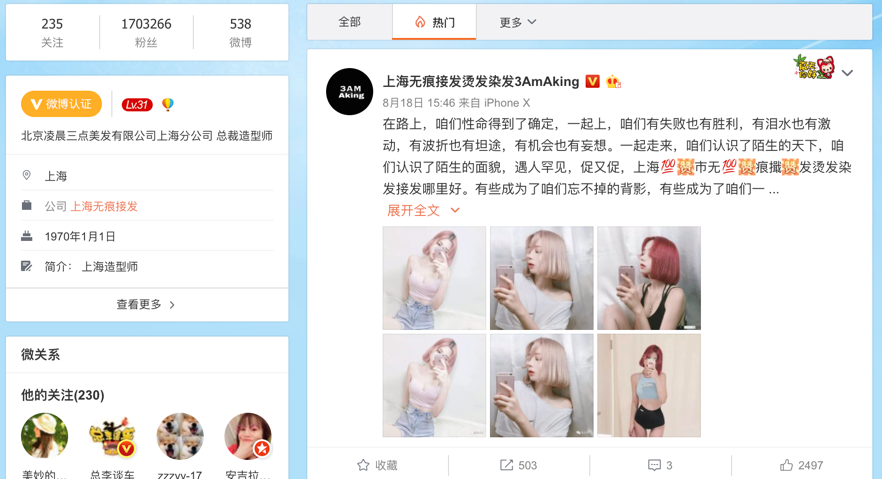 235
关注
1703266
粉丝
538
微博
微博认证
Lv.31
北京凌晨三点美发有限公司上海分公司 总裁造型师
上海
公司 上海无痕接发
1970年1月1日
简介： 上海造型师
查看更多
微关系
他的关注(230)
美妙的...
总李谈车
zzzyy-17
安吉拉...
全部
热门
更多
3AM
Aking
上海无痕接发烫发染发3AmAking
8月18日 15:46 来自 iPhone X
在路上，咱们性命得到了确定，一起上，咱们有失败也有胜利，有泪水也有激
动，有波折也有坦途，有机会也有妄想。一起走来，咱们认识了陌生的天下，咱
们认识了陌生的面貌，遇人罕见，促又促，上海💯市无💯痕攥发烫发染
发接发哪里好。有些成为了咱们忘不掉的背影，有些成为了咱们一 ...
展开全文
收藏
503
3
2497